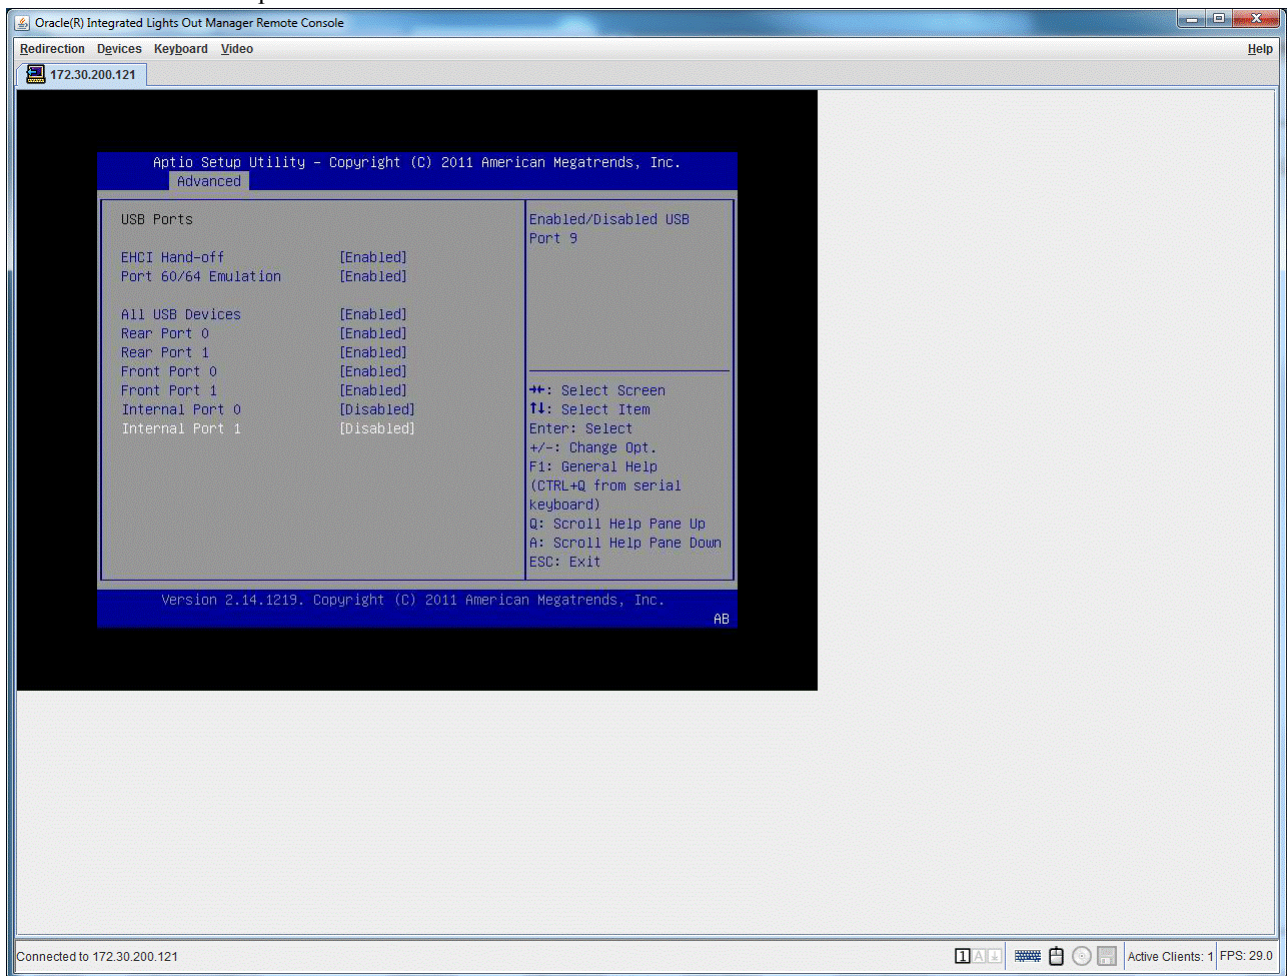 Oracle(R) Integrated Lights Out Manager Remote Console
Redirection Devices Keyboard Video Help
172.30.200.121
Aptio Setup Utility - Copyright (C) 2011 American Megatrends, Inc.
Advanced
USB Ports
EHCI Hand-off [Enabled]
Port 60/64 Emulation [Enabled]
All USB Devices [Enabled]
Rear Port 0 [Enabled]
Rear Port 1 [Enabled]
Front Port 0 [Enabled]
Front Port 1 [Enabled]
Internal Port 0 [Disabled]
Internal Port 1 [Disabled]
Enabled/Disabled USB
Port 9
→←: Select Screen
↑↓: Select Item
Enter: Select
+/-: Change Opt.
F1: General Help
(CTRL+Q from serial
keyboard)
Q: Scroll Help Pane Up
A: Scroll Help Pane Down
ESC: Exit
Version 2.14.1219. Copyright (C) 2011 American Megatrends, Inc.
AB
Connected to 172.30.200.121
1 A Active Clients: 1 FPS: 29.0